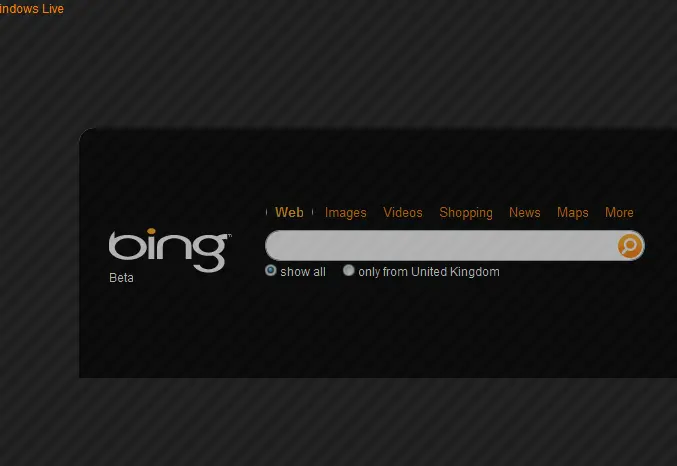 indows Live
Web Images Videos Shopping News Maps More
bing™
Beta
show all only from United Kingdom